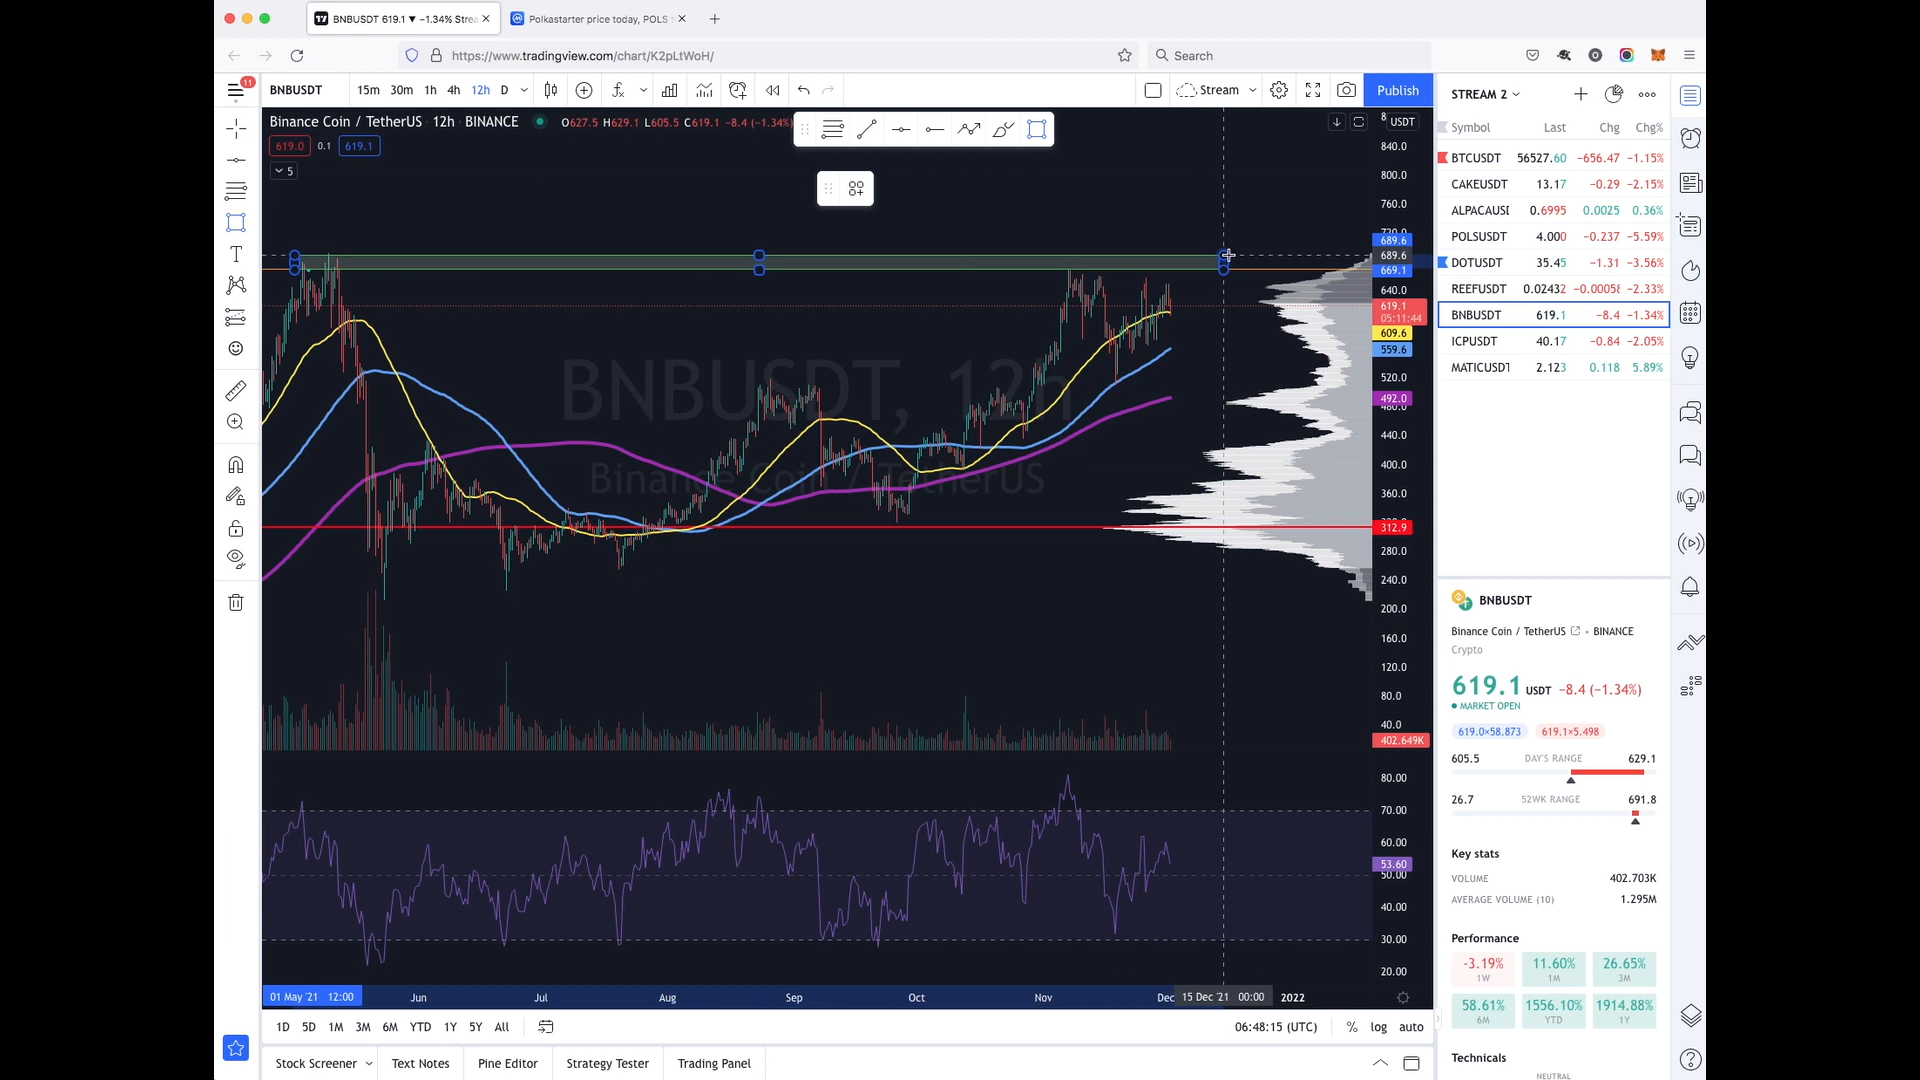 BNBUSDT 619.1 ▼ −1.34% Strea
Polkastarter price today, POLS
https://www.tradingview.com/chart/K2pLtWoH/
Search
11
BNBUSDT
15m 30m 1h 4h 12h D
Stream
Publish
STREAM 2
Binance Coin / TetherUS · 12h · BINANCE
O627.5 H629.1 L605.5 C619.1 −8.4 (−1.34%)
USDT
619.0 0.1 619.1
5
Symbol Last Chg Chg%
BTCUSDT 56527.60 −656.47 −1.15%
CAKEUSDT 13.17 −0.29 −2.15%
ALPACAUSI 0.6995 0.0025 0.36%
POLSUSDT 4.000 −0.237 −5.59%
DOTUSDT 35.45 −1.31 −3.56%
REEFUSDT 0.02432 −0.00058 −2.33%
BNBUSDT 619.1 −8.4 −1.34%
ICPUSDT 40.17 −0.84 −2.05%
MATICUSDT 2.123 0.118 5.89%
840.0
800.0
760.0
720.0
689.6
689.6
669.1
640.0
619.1
05:11:44
609.6
559.6
520.0
492.0
480.0
440.0
400.0
360.0
312.9
280.0
240.0
200.0
160.0
120.0
80.0
40.0
402.649K
BNBUSDT, 12h
Binance Coin / TetherUS
80.00
70.00
60.00
53.60
50.00
40.00
30.00
20.00
01 May '21 12:00 Jun Jul Aug Sep Oct Nov Dec 15 Dec '21 00:00 2022
1D 5D 1M 3M 6M YTD 1Y 5Y All
06:48:15 (UTC) % log auto
Stock Screener Text Notes Pine Editor Strategy Tester Trading Panel
BNBUSDT
Binance Coin / TetherUS • BINANCE
Crypto
619.1 USDT −8.4 (−1.34%)
MARKET OPEN
619.0×58.873 619.1×5.498
605.5 DAY'S RANGE 629.1
26.7 52WK RANGE 691.8
Key stats
VOLUME 402.703K
AVERAGE VOLUME (10) 1.295M
Performance
-3.19% 11.60% 26.65%
1W 1M 3M
58.61% 1556.10% 1914.88%
6M YTD 1Y
Technicals
NEUTRAL